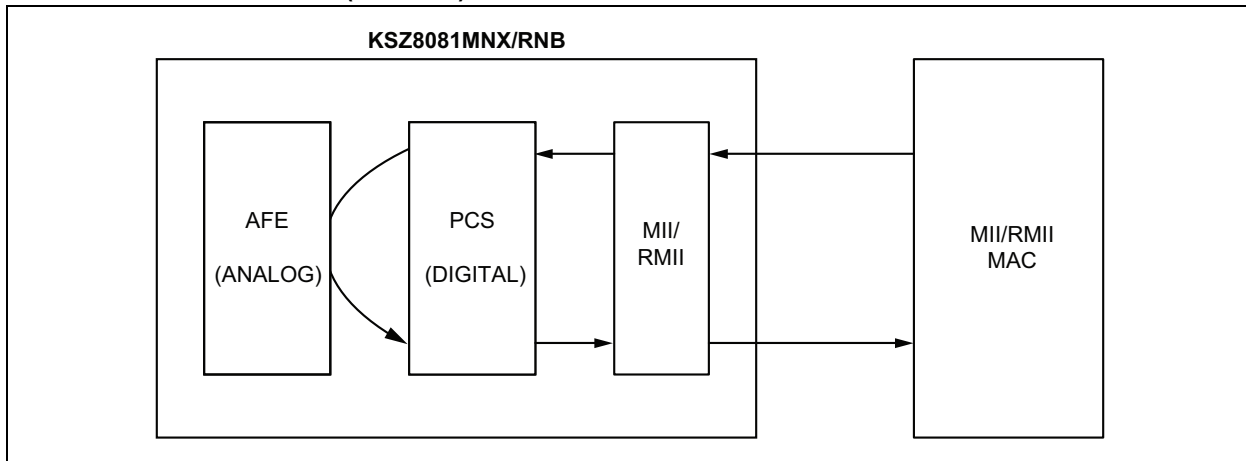 KSZ8081MNX/RNB
AFE
(ANALOG)
PCS
(DIGITAL)
MII/
RMII
MII/RMII
MAC